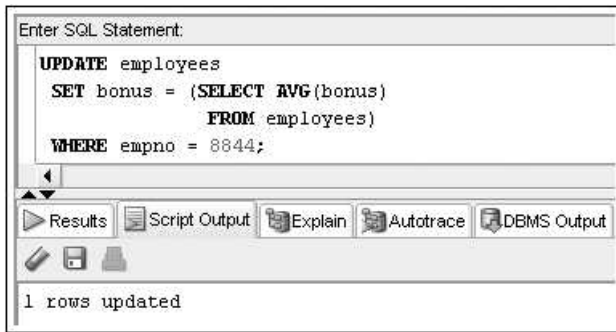 Enter SQL Statement:
UPDATE employees
SET bonus = (SELECT AVG(bonus)
FROM employees)
WHERE empno = 8844;
Results Script Output Explain Autotrace DBMS Output
1 rows updated